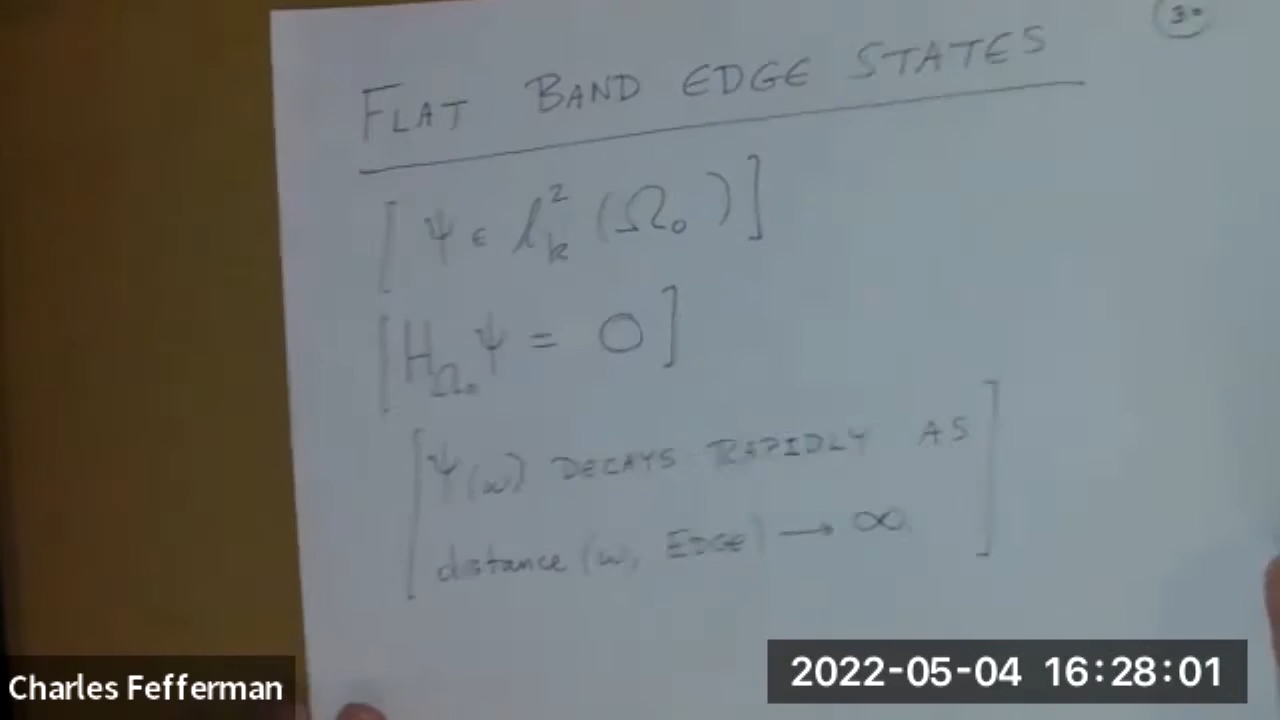 30
FLAT BAND EDGE STATES
[ Ψ ∈ l²ₖ (Ω₀) ]
[ H_Ω₀ Ψ = 0 ]
[ Ψ(ω) DECAYS RAPIDLY AS
distance (ω, EDGE) → ∞ ]
Charles Fefferman
2022-05-04 16:28:01